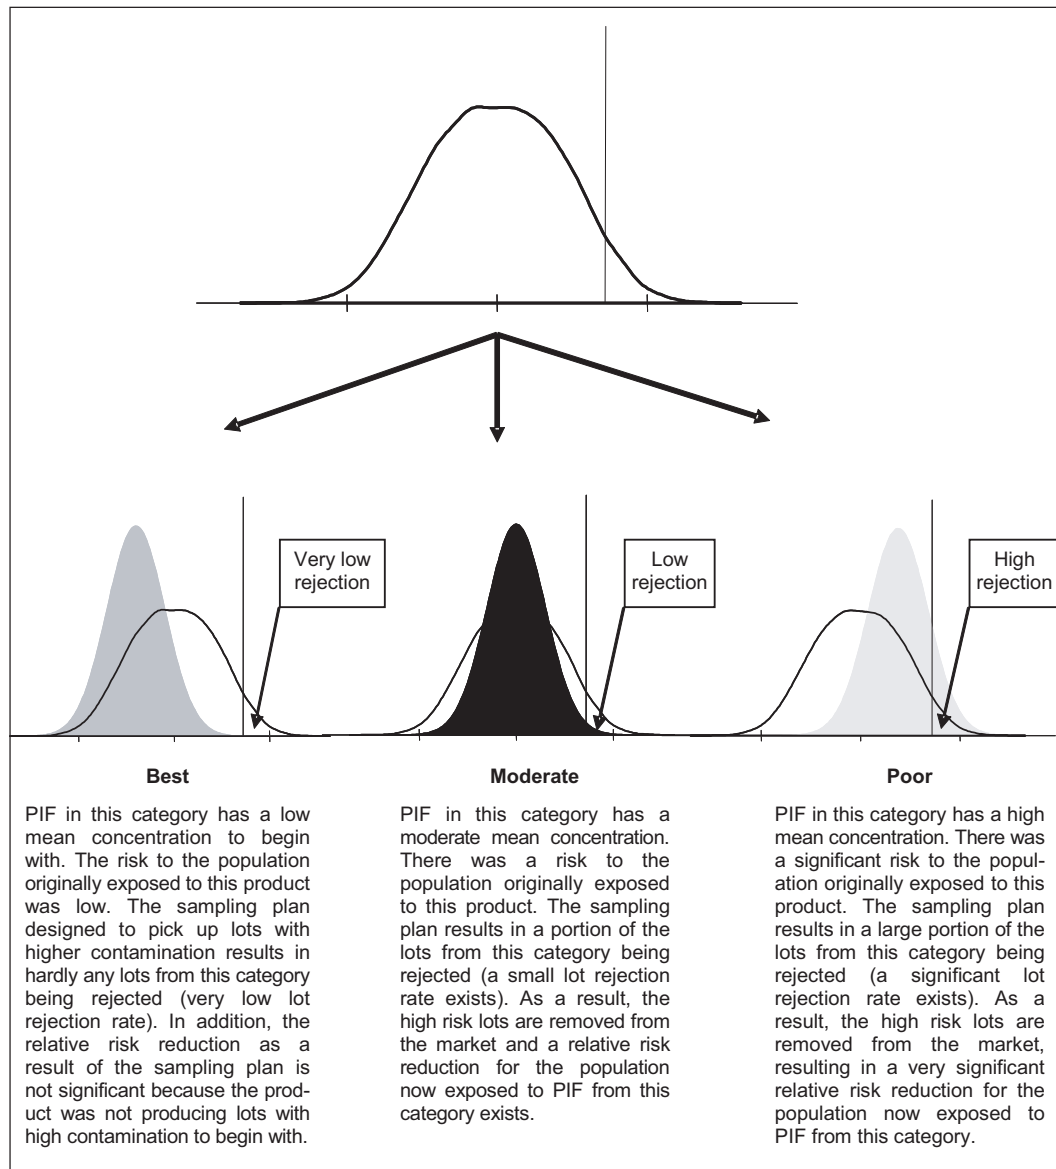 Very low
rejection
Low
rejection
High
rejection
Best
PIF in this category has a low
mean concentration to begin
with. The risk to the population
originally exposed to this product
was low. The sampling plan
designed to pick up lots with
higher contamination results in
hardly any lots from this category
being rejected (very low lot
rejection rate). In addition, the
relative risk reduction as a
result of the sampling plan is
not significant because the prod-
uct was not producing lots with
high contamination to begin with.
Moderate
PIF in this category has a
moderate mean concentration.
There was a risk to the
population originally exposed
to this product. The sampling
plan results in a portion of the
lots from this category being
rejected (a small lot rejection
rate exists). As a result, the
high risk lots are removed from
the market and a relative risk
reduction for the population
now exposed to PIF from this
category exists.
Poor
PIF in this category has a high
mean concentration. There was
a significant risk to the popul-
ation originally exposed to this
product. The sampling plan
results in a large portion of the
lots from this category being
rejected (a significant lot
rejection rate exists). As a
result, the high risk lots are
removed from the market,
resulting in a very significant
relative risk reduction for the
population now exposed to
PIF from this category.